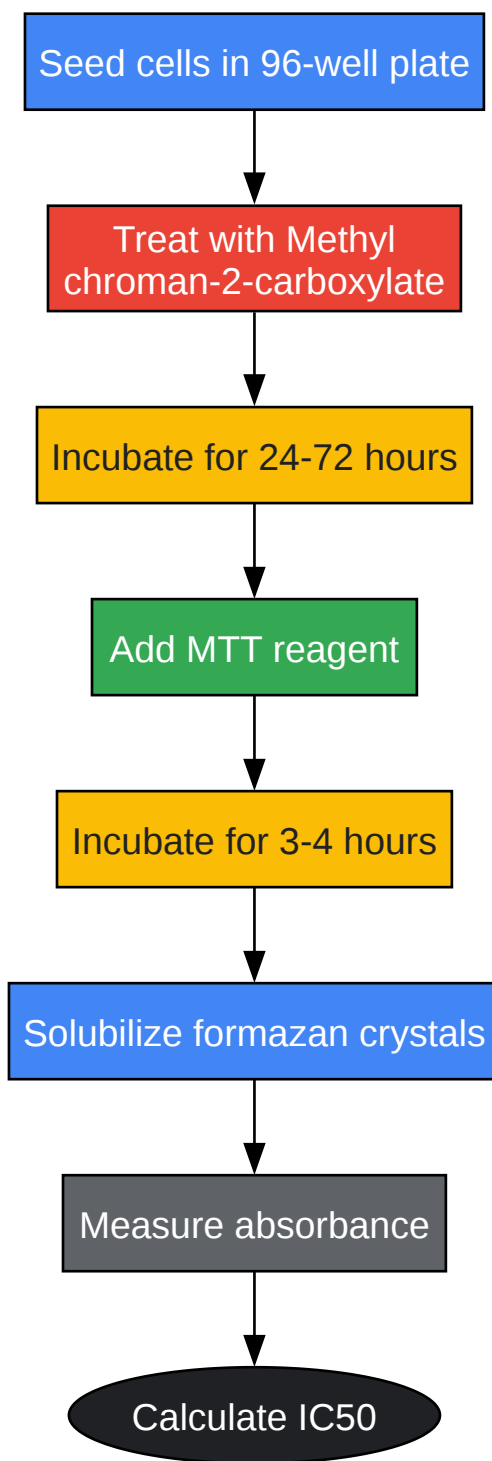 Seed cells in 96-well plate
Treat with Methyl
chroman-2-carboxylate
Incubate for 24-72 hours
Add MTT reagent
Incubate for 3-4 hours
Solubilize formazan crystals
Measure absorbance
Calculate IC50